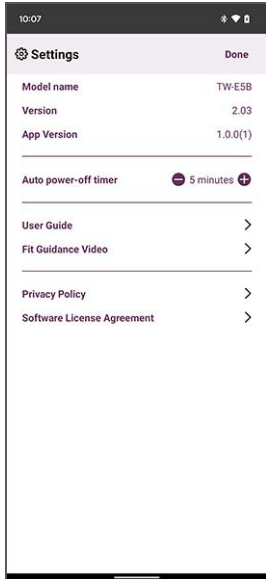 10:07
Settings Done
Model name TW-E5B
Version 2.03
App Version 1.0.0(1)
Auto power-off timer 5 minutes
User Guide
Fit Guidance Video
Privacy Policy
Software License Agreement